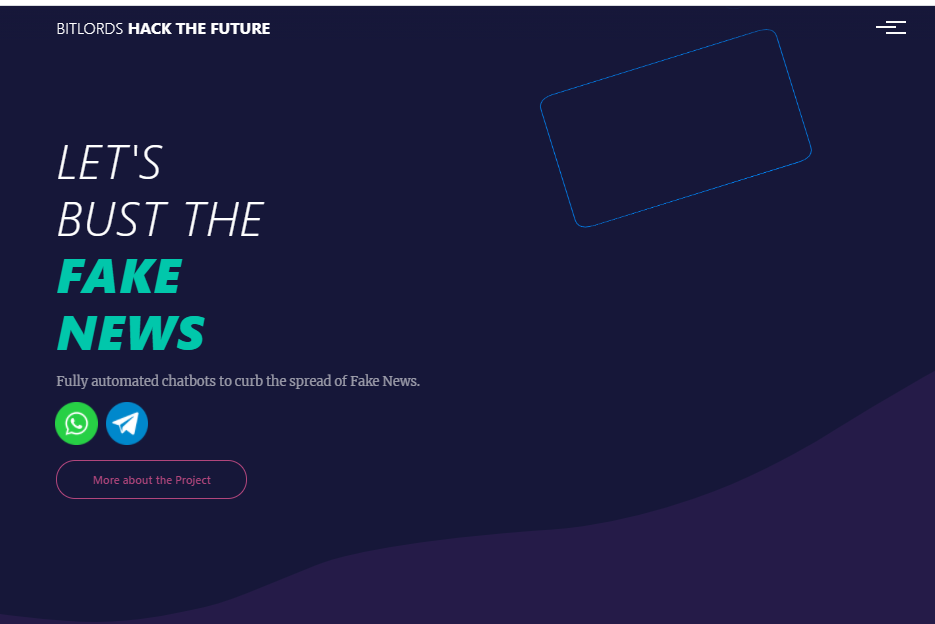 BITLORDS HACK THE FUTURE
LET'S
BUST THE
FAKE
NEWS
Fully automated chatbots to curb the spread of Fake News.
More about the Project